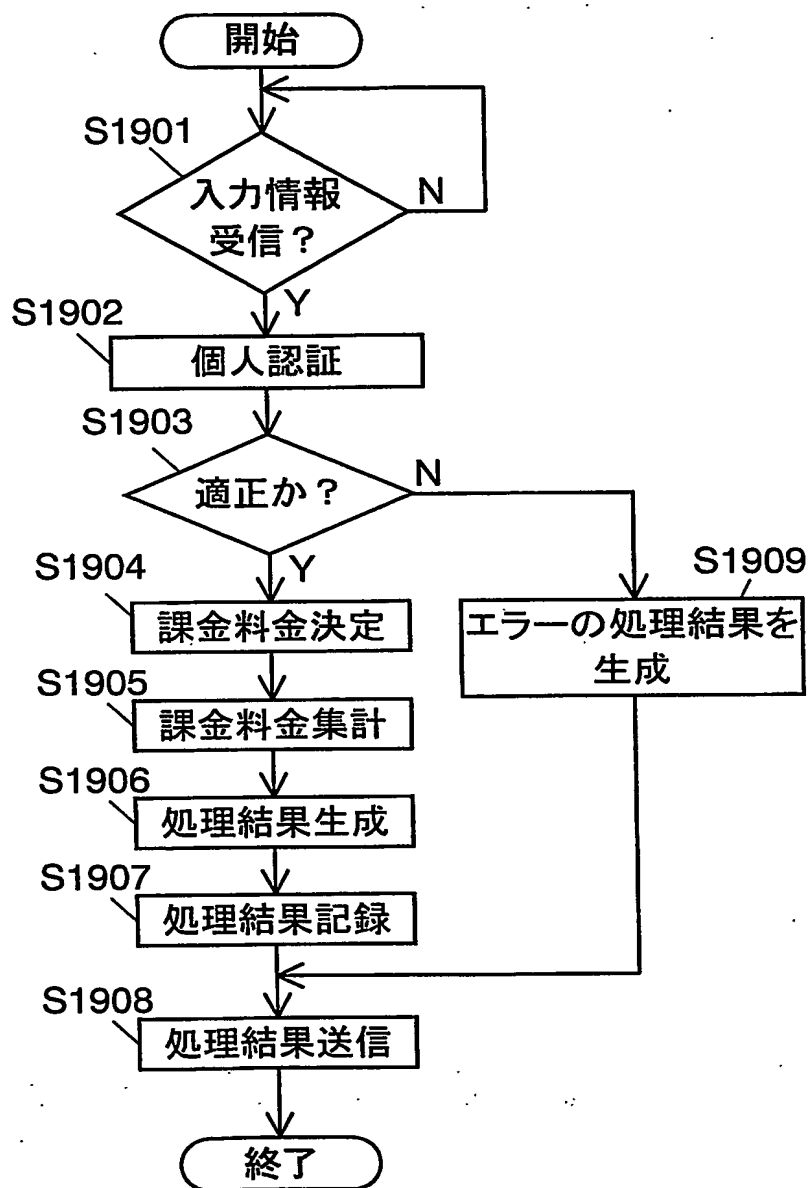 開始
S1901
入力情報
受信?
N
Y
S1902
個人認証
S1903
適正か?
N
Y
S1904
課金料金決定
S1909
エラーの処理結果を
生成
S1905
課金料金集計
S1906
処理結果生成
S1907
処理結果記録
S1908
処理結果送信
終了